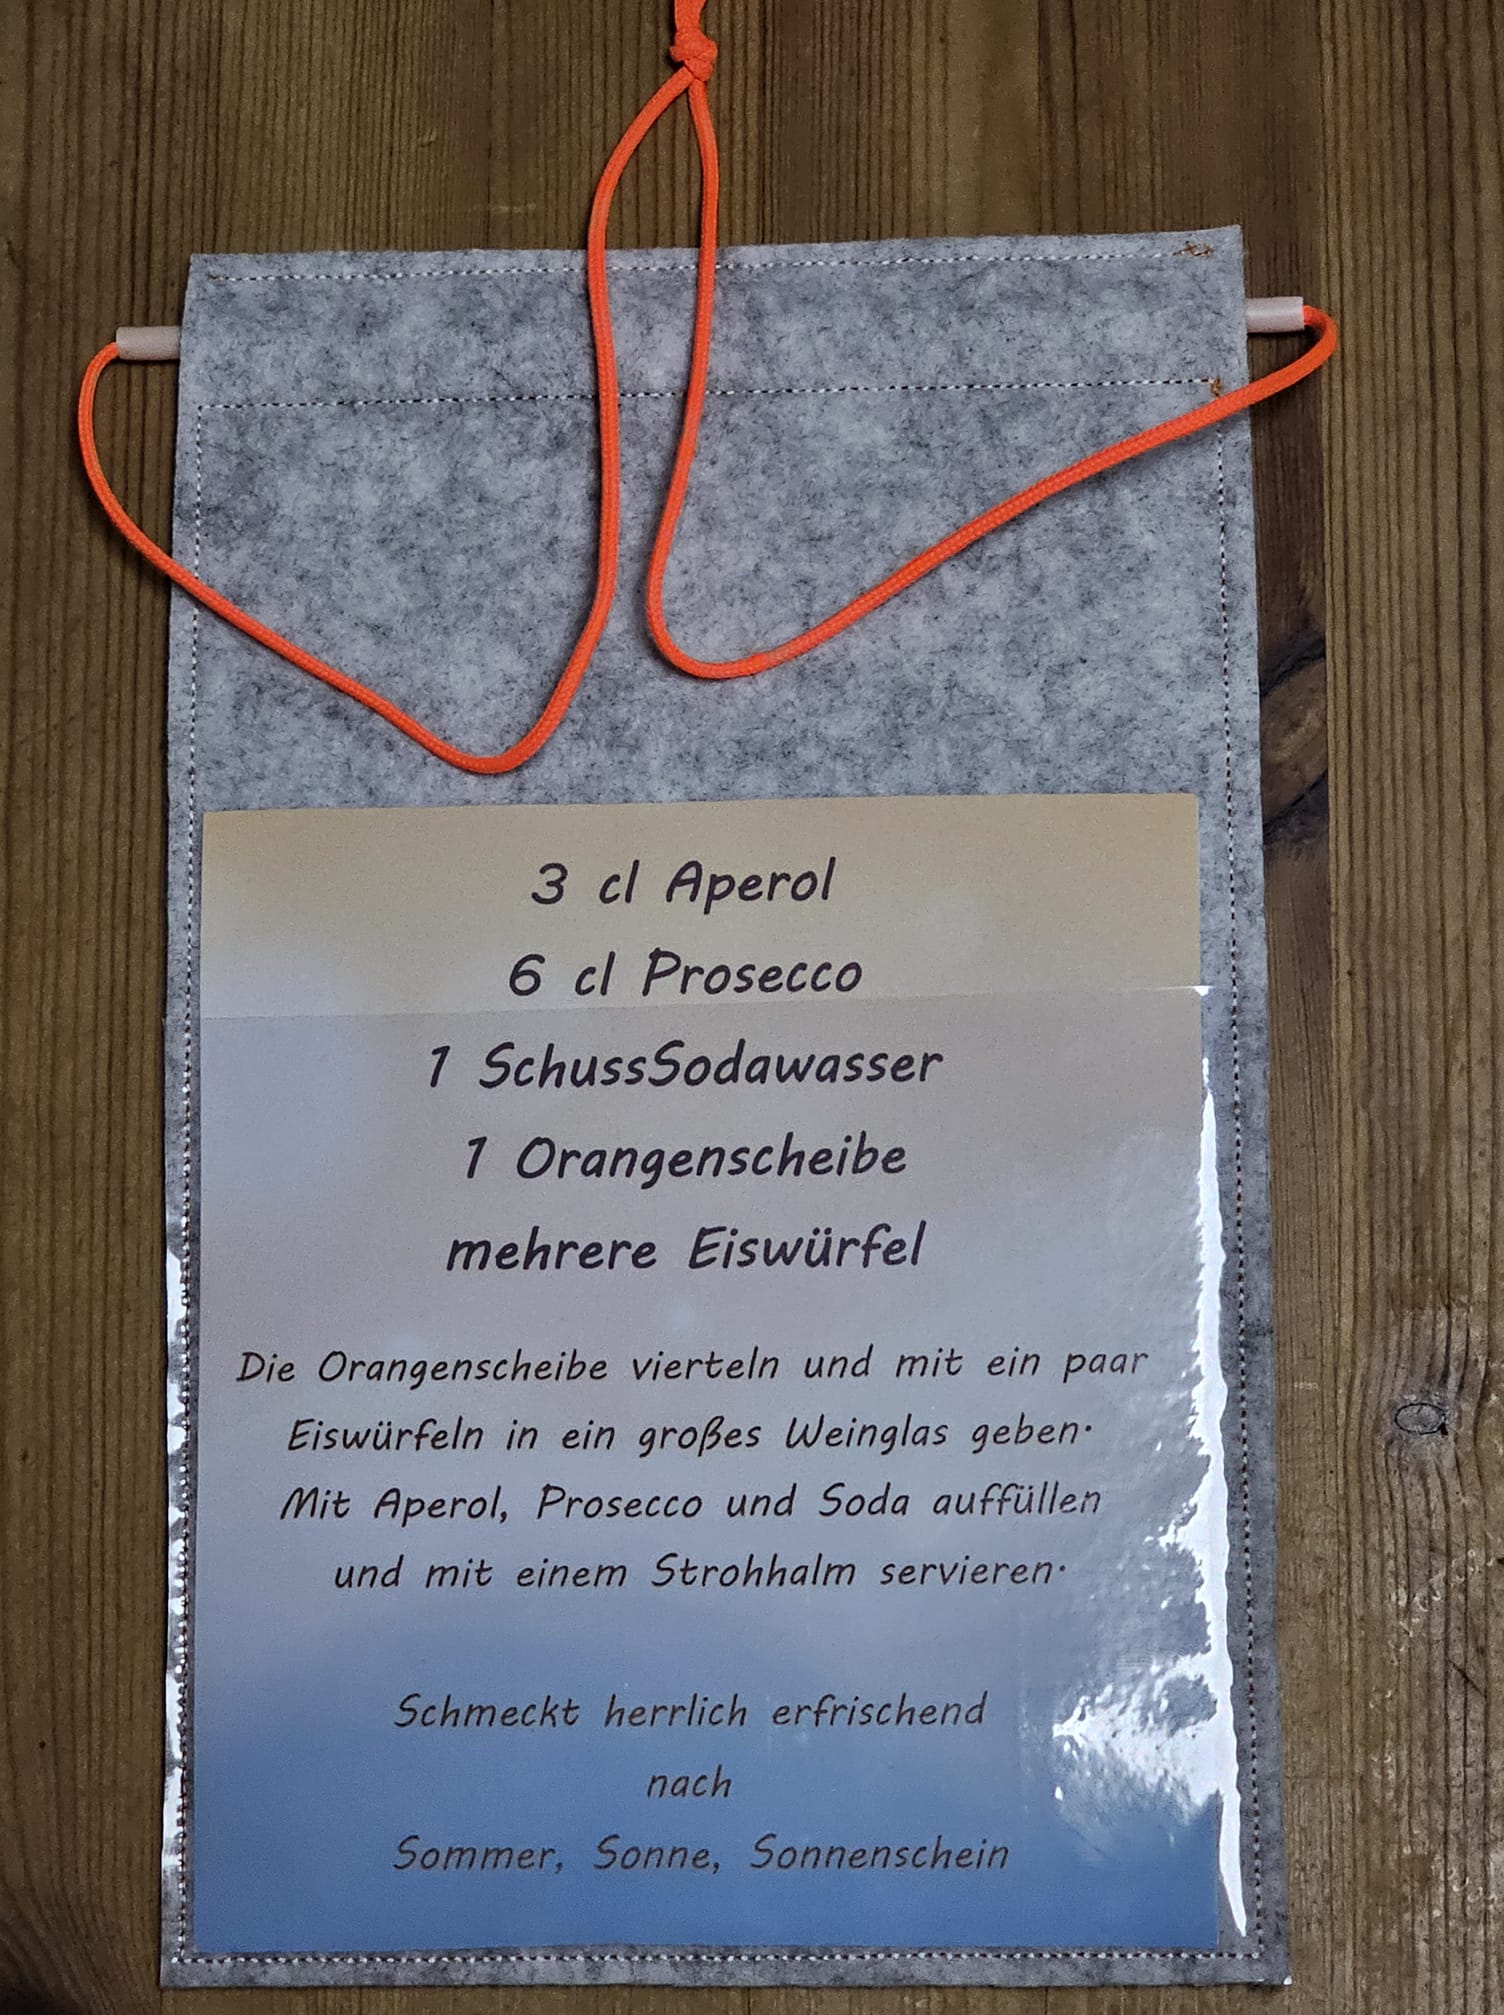 3 cl Aperol
6 cl Prosecco
1 SchussSodawasser
1 Orangenscheibe
mehrere Eiswürfel
Die Orangenscheibe vierteln und mit ein paar
Eiswürfeln in ein großes Weinglas geben·
Mit Aperol, Prosecco und Soda auffüllen
und mit einem Strohhalm servieren·
Schmeckt herrlich erfrischend
nach
Sommer, Sonne, Sonnenschein